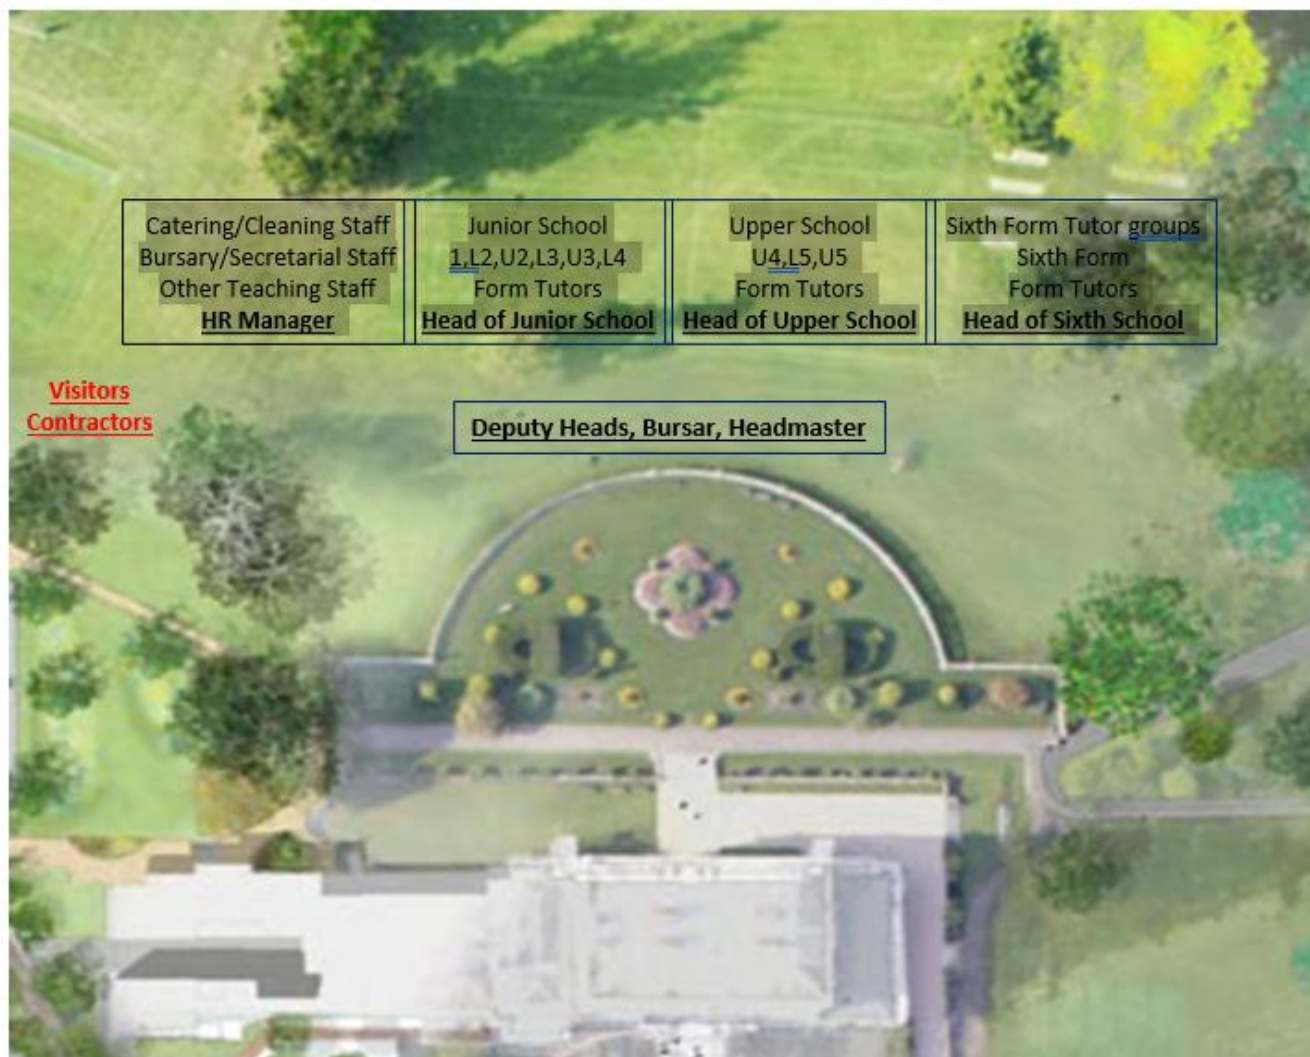 Catering/Cleaning Staff
Bursary/Secretarial Staff
Other Teaching Staff
HR Manager
Junior School
1,L2,U2,L3,U3,L4
Form Tutors
Head of Junior School
Upper School
U4,L5,U5
Form Tutors
Head of Upper School
Sixth Form Tutor groups
Sixth Form
Form Tutors
Head of Sixth School
Visitors
Contractors
Deputy Heads, Bursar, Headmaster